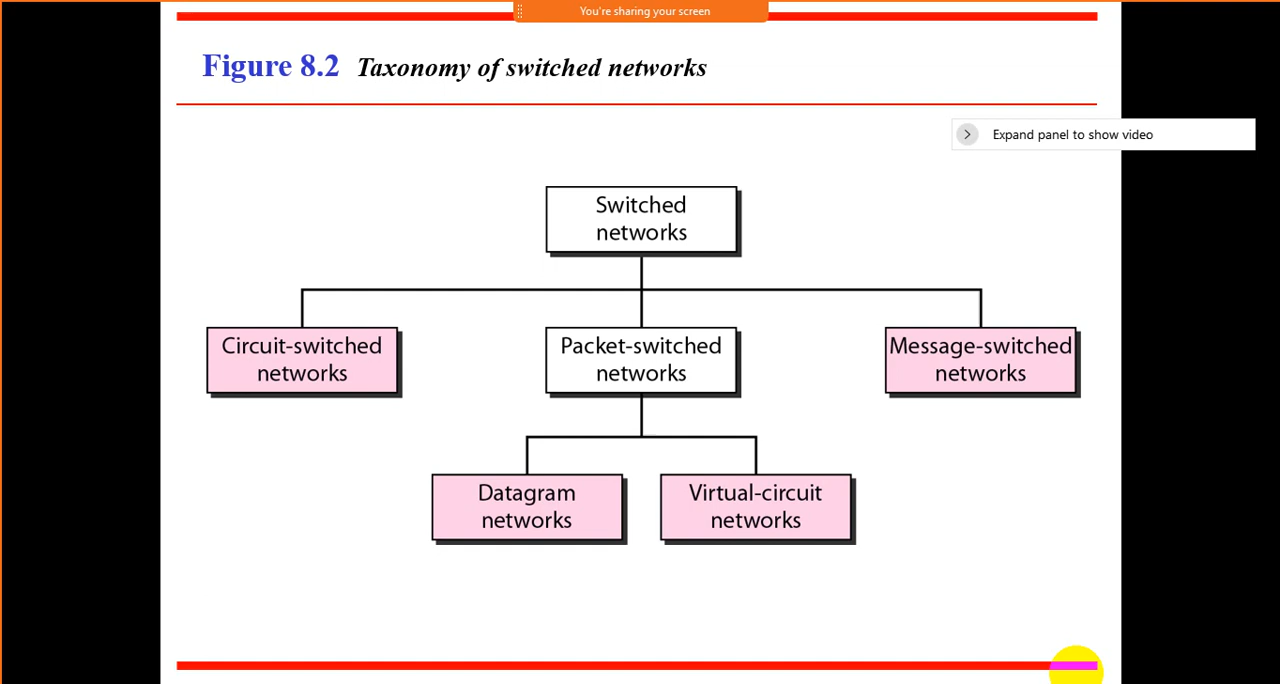 You're sharing your screen
Figure 8.2 Taxonomy of switched networks
Expand panel to show video
Switched
networks
Circuit-switched
networks
Packet-switched
networks
Message-switched
networks
Datagram
networks
Virtual-circuit
networks